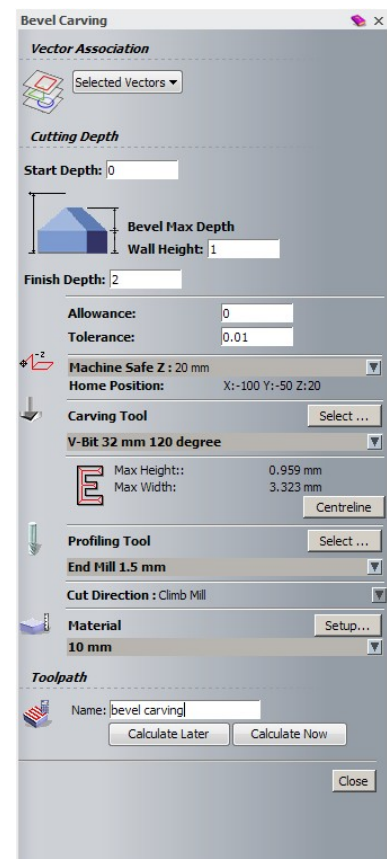 Bevel Carving
Vector Association
Selected Vectors
Cutting Depth
Start Depth: 0
Bevel Max Depth
Wall Height: 1
Finish Depth: 2
Allowance: 0
Tolerance: 0.01
-z
Machine Safe Z : 20 mm
Home Position: X:-100 Y:-50 Z:20
Carving Tool Select ...
V-Bit 32 mm 120 degree
Max Height:: 0.959 mm
Max Width: 3.323 mm
Centreline
Profiling Tool Select ...
End Mill 1.5 mm
Cut Direction : Climb Mill
Material Setup...
10 mm
Toolpath
Name: bevel carving
Calculate Later Calculate Now
Close